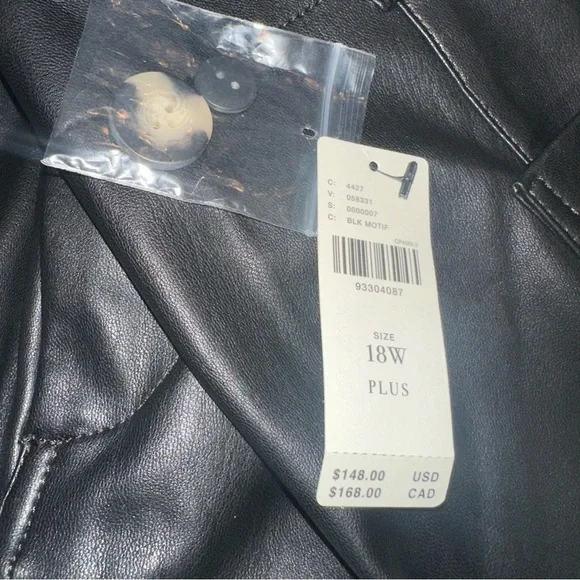 C: 4427
V: 058331
S: 0000007
C: BLK MOTIF
93304087
SIZE
18W
PLUS
$148.00 USD
$168.00 CAD